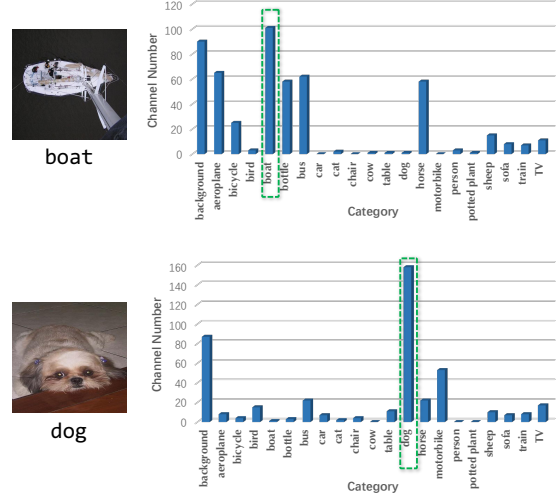 120
100
80
60
40
20
0
Channel Number
background
aeroplane
bicycle
bird
boat
bottle
bus
car
cat
chair
cow
table
dog
horse
motorbike
person
potted plant
sheep
sofa
train
TV
Category
boat
160
140
120
100
80
60
40
20
0
Channel Number
background
aeroplane
bicycle
bird
boat
bottle
bus
car
cat
chair
cow
table
dog
horse
motorbike
person
potted plant
sheep
sofa
train
TV
Category
dog